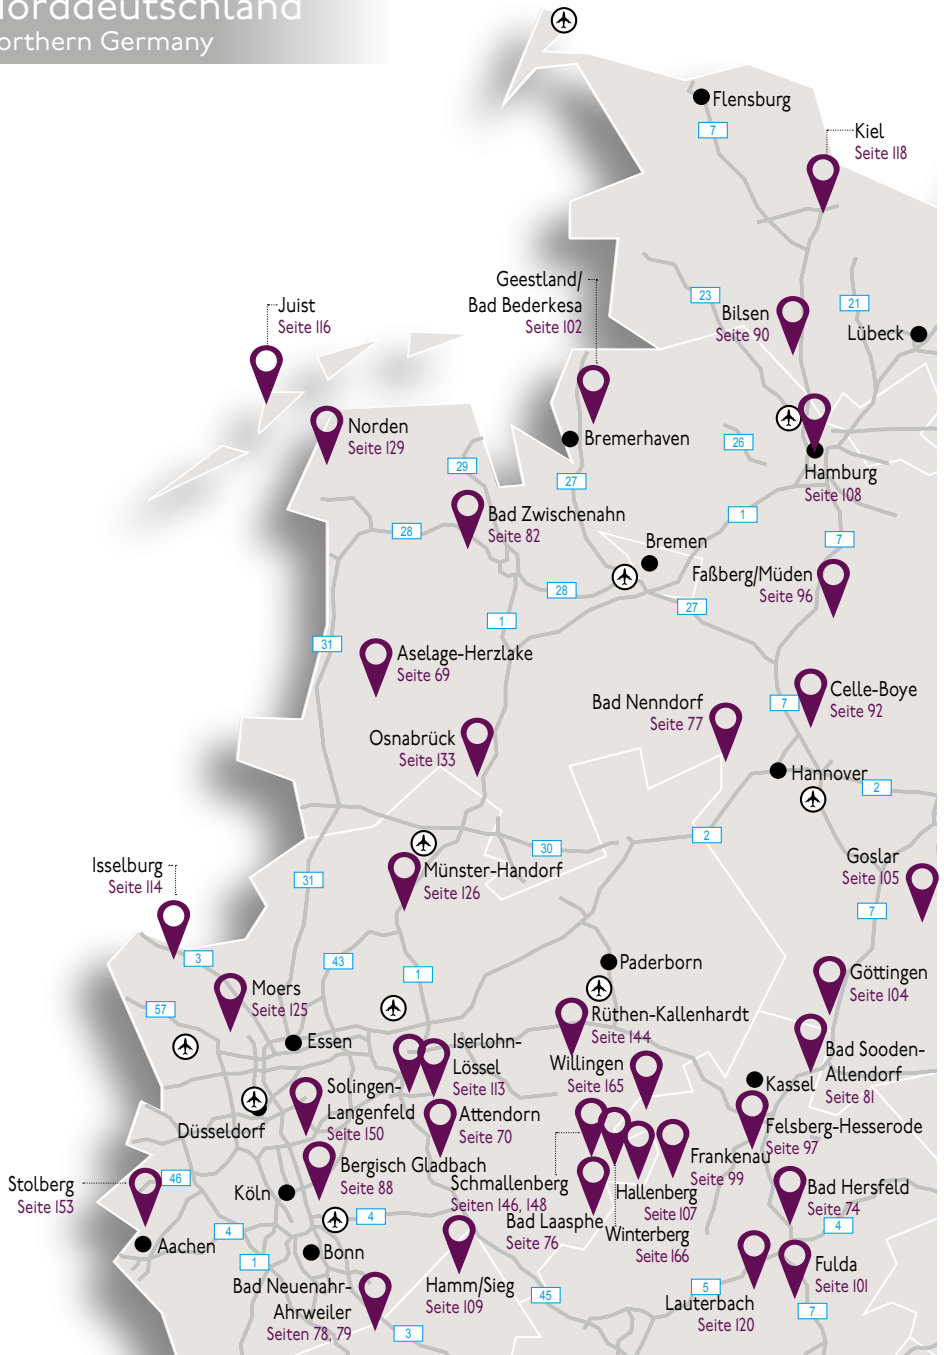 Norddeutschland
Northern Germany
Flensburg
7
Kiel
Seite 118
Geestland/
Bad Bederkesa
Seite 102
Juist
Seite 116
23
21
Bilsen
Seite 90
Lübeck
Norden
Seite 129
Bremerhaven
26
29
27
Hamburg
Seite 108
Bad Zwischenahn
Seite 82
1
28
Bremen
7
Faßberg/Müden
Seite 96
28
27
1
31
Aselage-Herzlake
Seite 69
Celle-Boye
Seite 92
7
Bad Nenndorf
Seite 77
Osnabrück
Seite 133
Hannover
2
2
30
Isselburg
Seite 114
Münster-Handorf
Seite 126
31
Goslar
Seite 105
7
3
43
1
Paderborn
Göttingen
Seite 104
Moers
Seite 125
57
Rüthen-Kallenhardt
Seite 144
Essen
Iserlohn-
Lössel
Seite 113
Willingen
Seite 165
Bad Sooden-
Allendorf
Seite 81
Kassel
Solingen-
Langenfeld
Seite 150
Attendorn
Seite 70
Düsseldorf
Felsberg-Hesserode
Seite 97
Frankenau
Seite 99
Bergisch Gladbach
Seite 88
Schmallenberg
Seiten 146, 148
Hallenberg
Seite 107
Bad Hersfeld
Seite 74
4
Stolberg
Seite 153
46
Köln
4
4
Bad Laasphe
Seite 76
Winterberg
Seite 166
Aachen
1
Bonn
Bad Neuenahr-
Ahrweiler
Seiten 78, 79
Hamm/Sieg
Seite 109
45
5
Fulda
Seite 101
Lauterbach
Seite 120
7
3